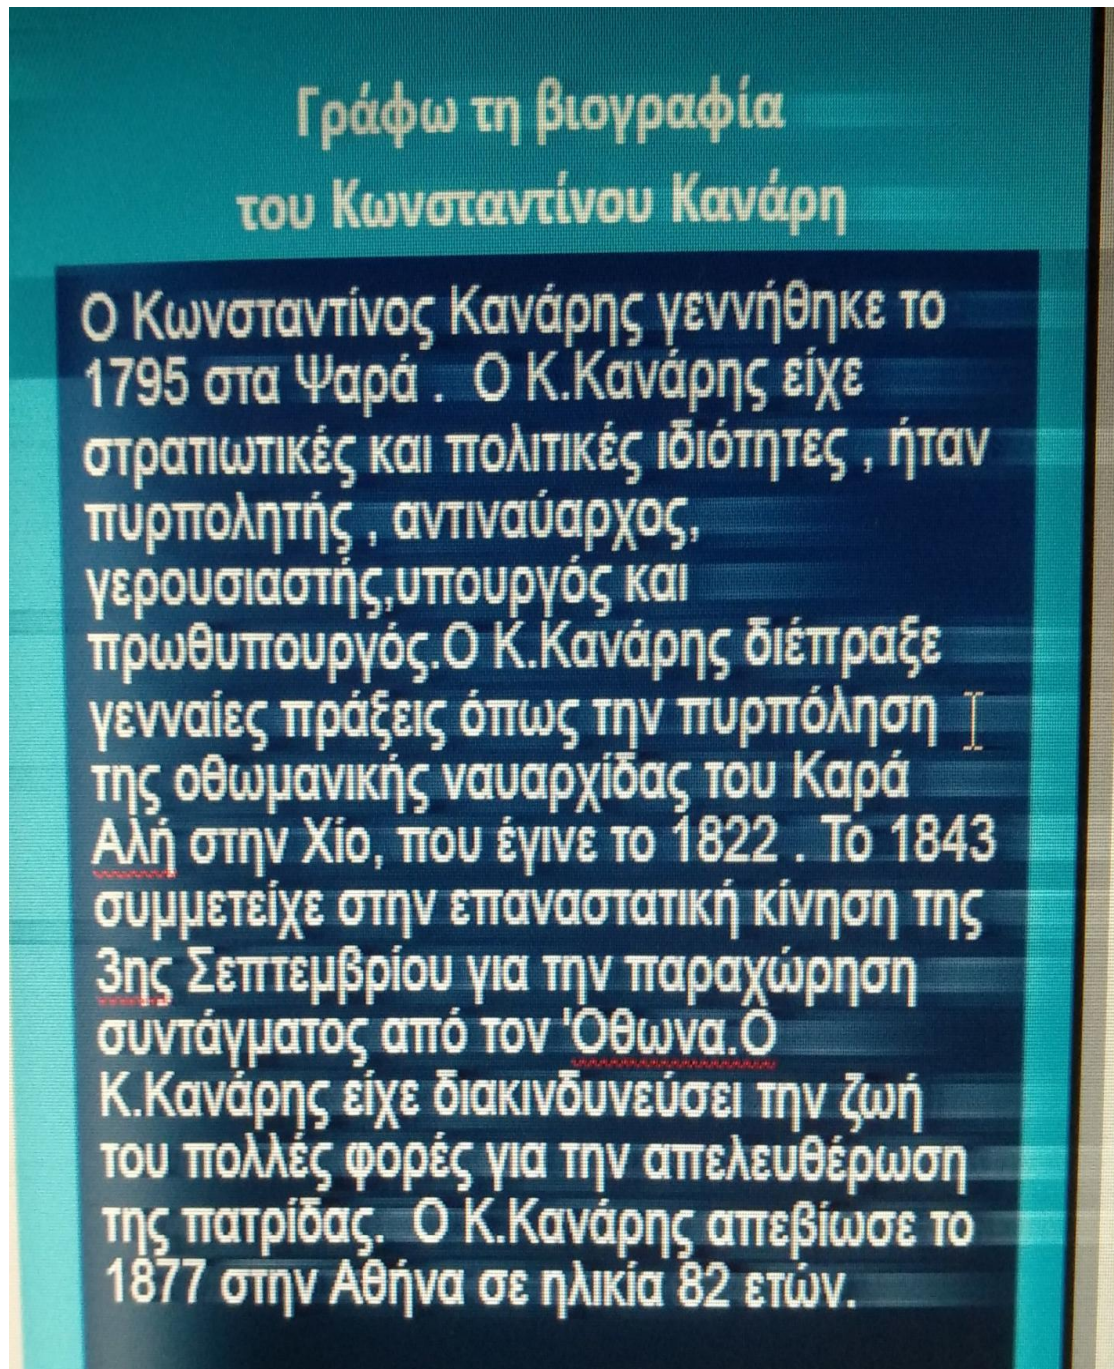 Γράφω τη βιογραφία
του Κωνσταντίνου Κανάρη
Ο Κωνσταντίνος Κανάρης γεννήθηκε το
1795 στα Ψαρά . Ο Κ.Κανάρης είχε
στρατιωτικές και πολιτικές ιδιότητες , ήταν
πυρπολητής , αντιναύαρχος,
γερουσιαστής,υπουργός και
πρωθυπουργός.Ο Κ.Κανάρης διέπραξε
γενναίες πράξεις όπως την πυρπόληση
της οθωμανικής ναυαρχίδας του Καρά
Αλή στην Χίο, που έγινε το 1822 . Το 1843
συμμετείχε στην επαναστατική κίνηση της
3ης Σεπτεμβρίου για την παραχώρηση
συντάγματος από τον 'Οθωνα.Ο
Κ.Κανάρης είχε διακινδυνεύσει την ζωή
του πολλές φορές για την απελευθέρωση
της πατρίδας. Ο Κ.Κανάρης απεβίωσε το
1877 στην Αθήνα σε ηλικία 82 ετών.